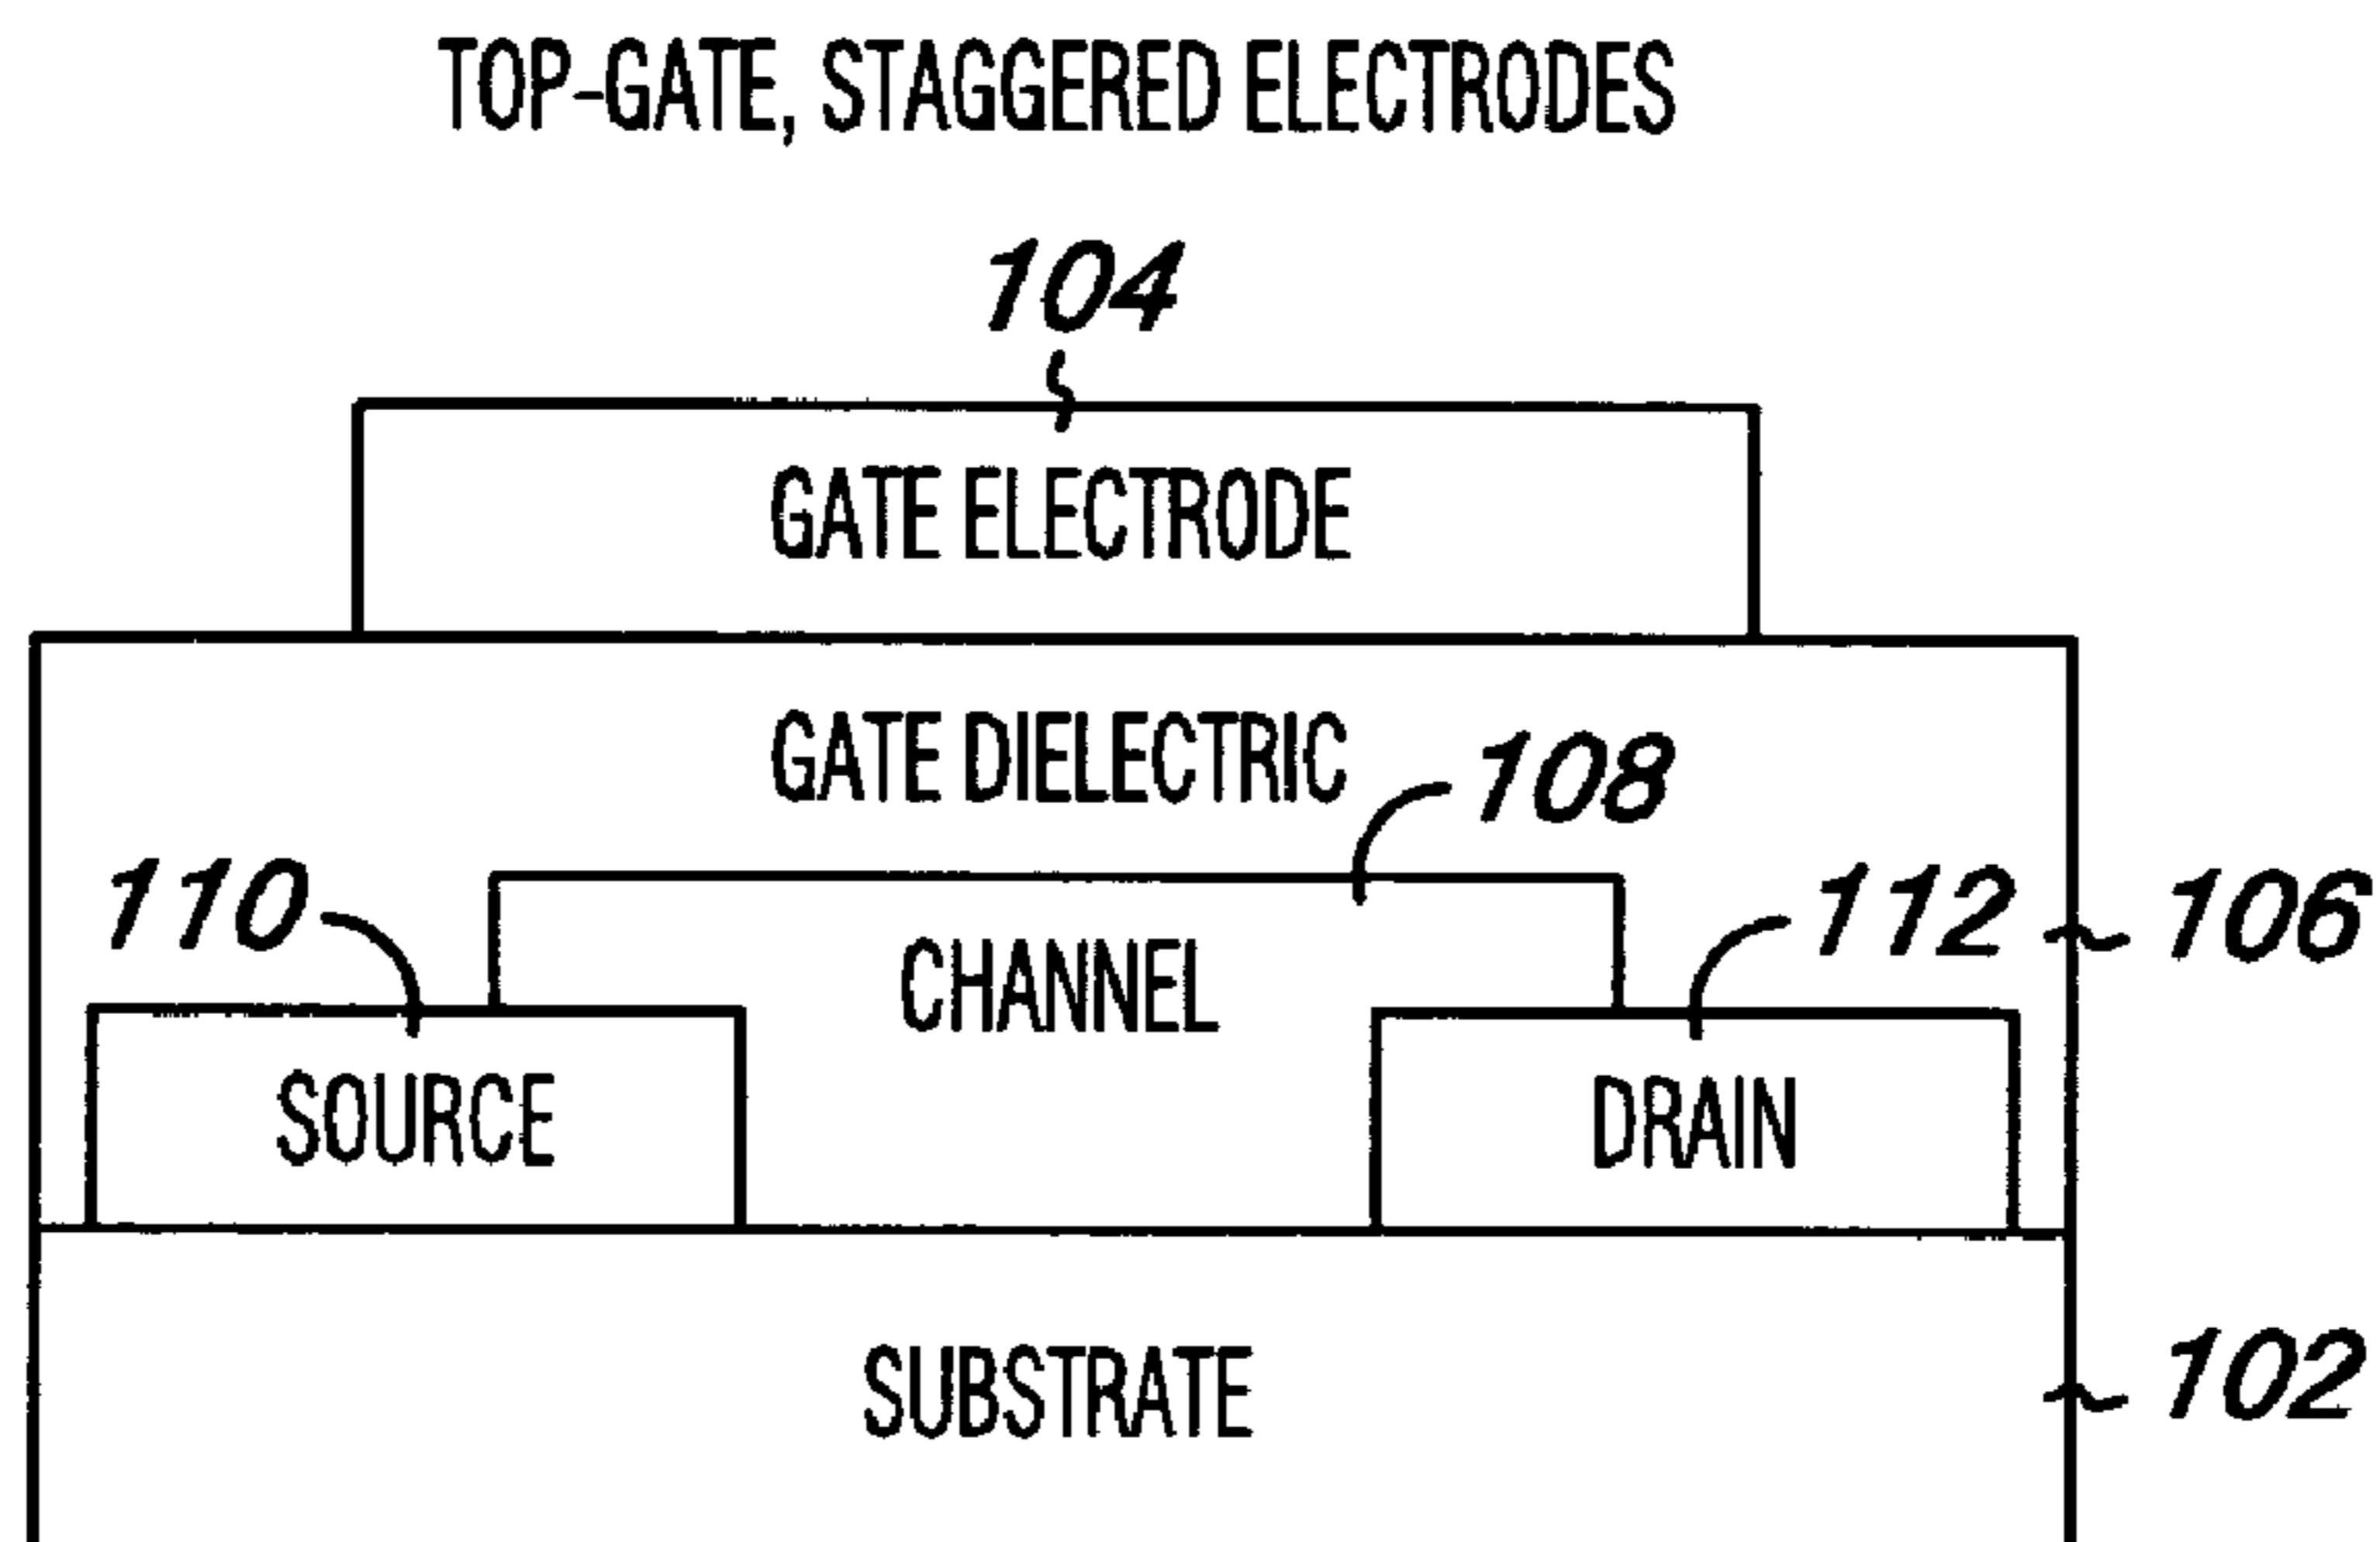 TOP-GATE, STAGGERED ELECTRODES
104
GATE ELECTRODE
GATE DIELECTRIC
108
110
CHANNEL
112
106
SOURCE
DRAIN
SUBSTRATE
102